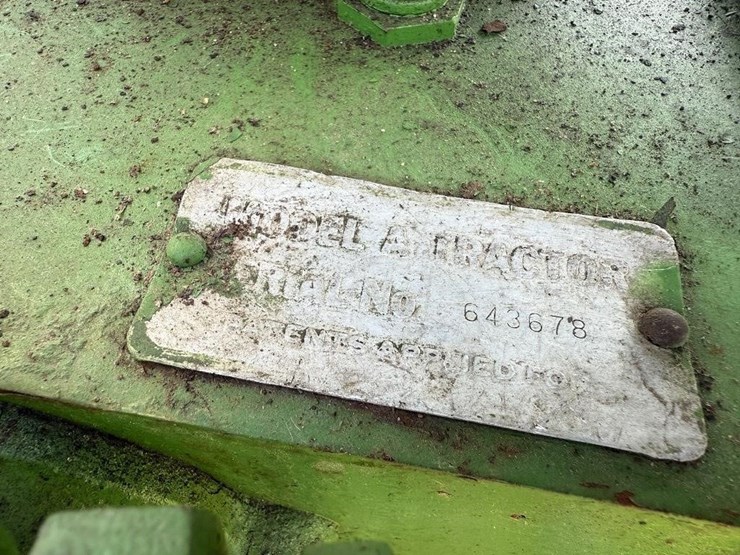 MODEL A TRACTOR
SERIAL NO. 643678
PATENTS APPLIED FOR